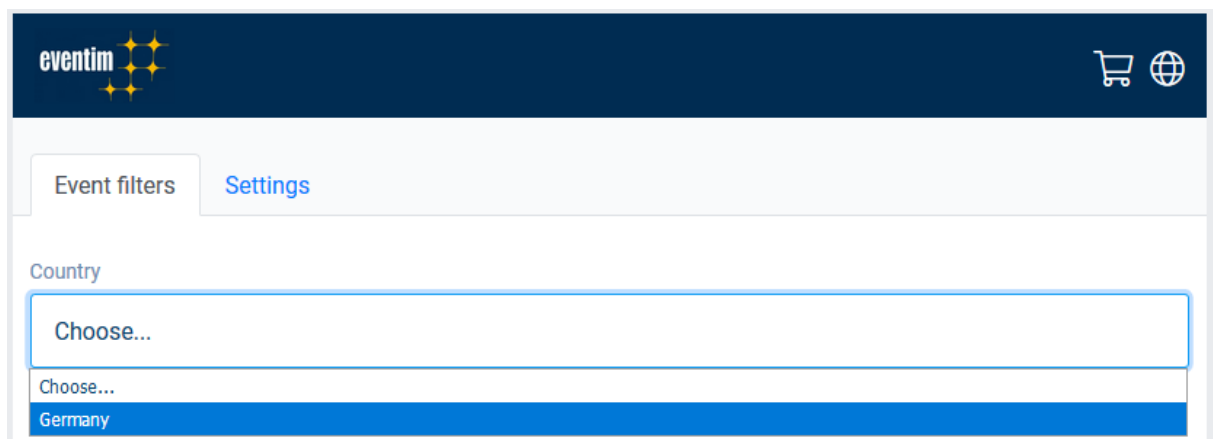 eventim
Event filters
Settings
Country
Choose...
Choose...
Germany